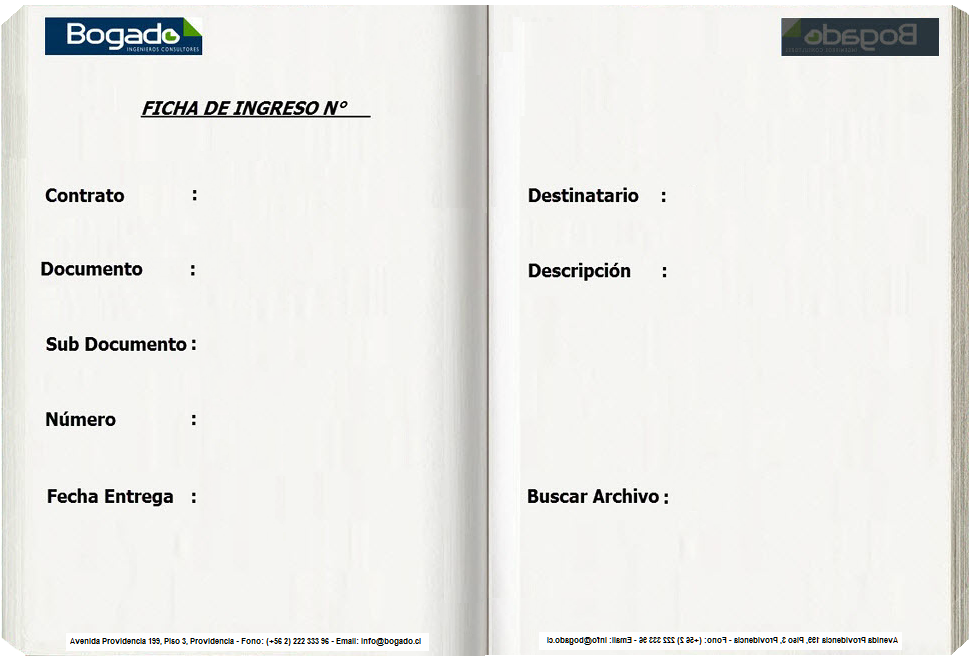 Bogado
INGENIEROS CONSULTORES
FICHA DE INGRESO Nº
Contrato :
Documento :
Sub Documento :
Número :
Fecha Entrega :
Avenida Providencia 199, Piso 3, Providencia - Fono: (+56 2) 222 333 96 - Email: info@bogado.cl
Bogado
INGENIEROS CONSULTORES
Destinatario :
Descripción :
Buscar Archivo :
Avenida Providencia 199, Piso 3, Providencia - Fono: (+56 2) 222 333 96 - Email: info@bogado.cl